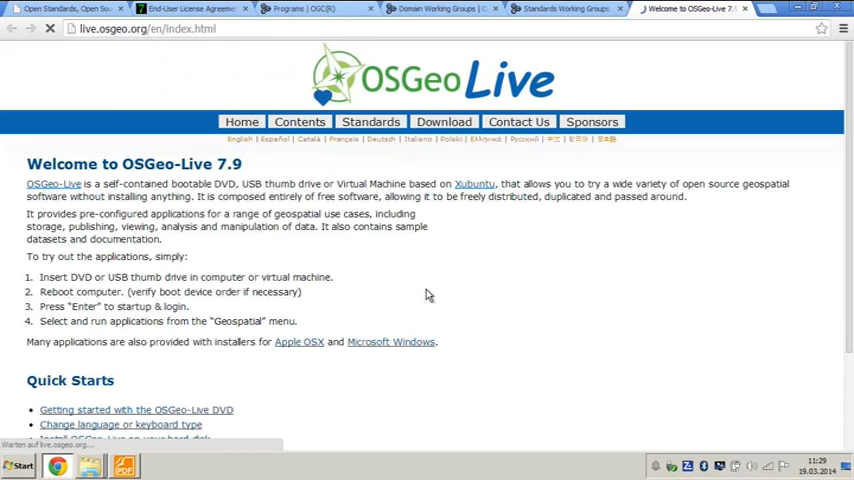 Open Standards, Open Sou
End-User License Agreemen
Programs | OGC(R)
Domain Working Groups | O
Standards Working Groups
Welcome to OSGeo-Live 7.9
live.osgeo.org/en/index.html
OSGeo Live
Home Contents Standards Download Contact Us Sponsors
English | Español | Català | Français | Deutsch | Italiano | Polski | Ελληνικά | Русский | 中文 | 한국어 | 日本語
Welcome to OSGeo-Live 7.9
OSGeo-Live is a self-contained bootable DVD, USB thumb drive or Virtual Machine based on Xubuntu, that allows you to try a wide variety of open source geospatial
software without installing anything. It is composed entirely of free software, allowing it to be freely distributed, duplicated and passed around.
It provides pre-configured applications for a range of geospatial use cases, including
storage, publishing, viewing, analysis and manipulation of data. It also contains sample
datasets and documentation.
To try out the applications, simply:
1. Insert DVD or USB thumb drive in computer or virtual machine.
2. Reboot computer. (verify boot device order if necessary)
3. Press "Enter" to startup & login.
4. Select and run applications from the "Geospatial" menu.
Many applications are also provided with installers for Apple OSX and Microsoft Windows.
Quick Starts
• Getting started with the OSGeo-Live DVD
• Change language or keyboard type
• Install OSGeo-Live on your hard disk
Warten auf live.osgeo.org...
Start
PDF
11:29
19.03.2014